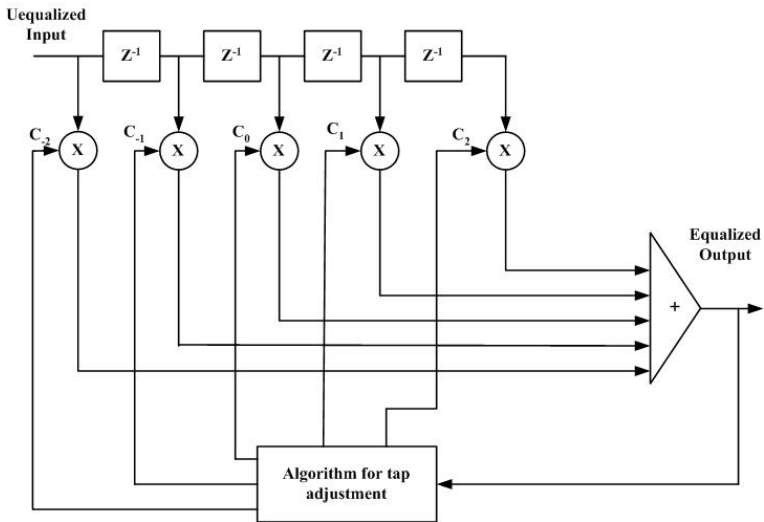 Uequalized
Input
Z⁻¹ Z⁻¹ Z⁻¹ Z⁻¹
C₋₂ C₋₁ C₀ C₁ C₂
X X X X X
Equalized
Output
+
Algorithm for tap
adjustment